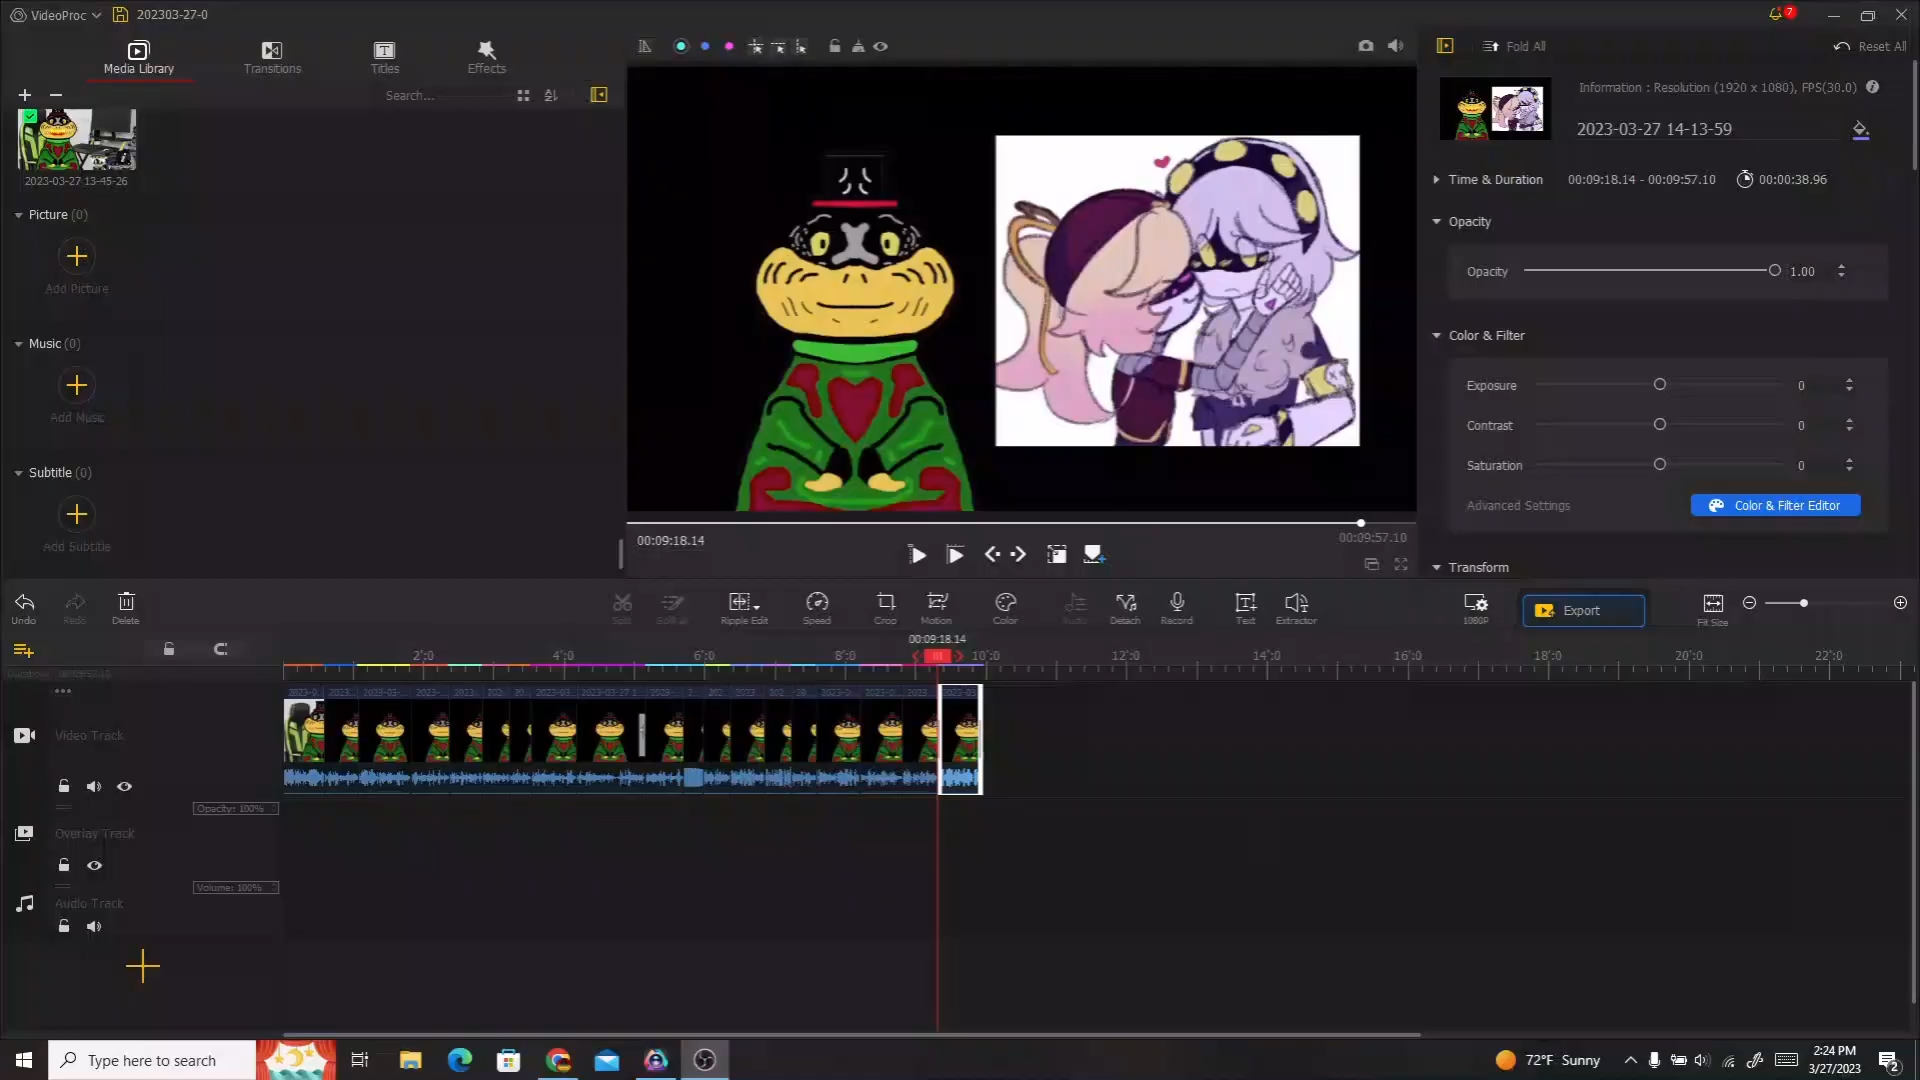 VideoProc 202303-27-0 7
Media Library Transitions Titles Effects
Search...
2023-03-27 13-45-26
Picture (0)
Add Picture
Music (0)
Add Music
Subtitle (0)
Add Subtitle
00:09:18.14 00:09:57.10
Fold All Reset All
Information : Resolution (1920 x 1080), FPS(30.0)
2023-03-27 14-13-59
Time & Duration 00:09:18.14 - 00:09:57.10 00:00:38.96
Opacity
Opacity 1.00
Color & Filter
Exposure 0
Contrast 0
Saturation 0
Advanced Settings Color & Filter Editor
Transform
Undo Redo Delete Split Ripple Edit Speed Crop Motion Color Detach Record Text Extractor 1080P Export Fit Size
00:09:18.14
2':0 4':0 6':0 8':0 10':0 12':0 14':0 16':0 18':0 20':0 22':0
Video Track
Opacity: 100%
Overlay Track
Volume: 100%
Audio Track
Type here to search
72°F Sunny
2:24 PM
3/27/2023
2